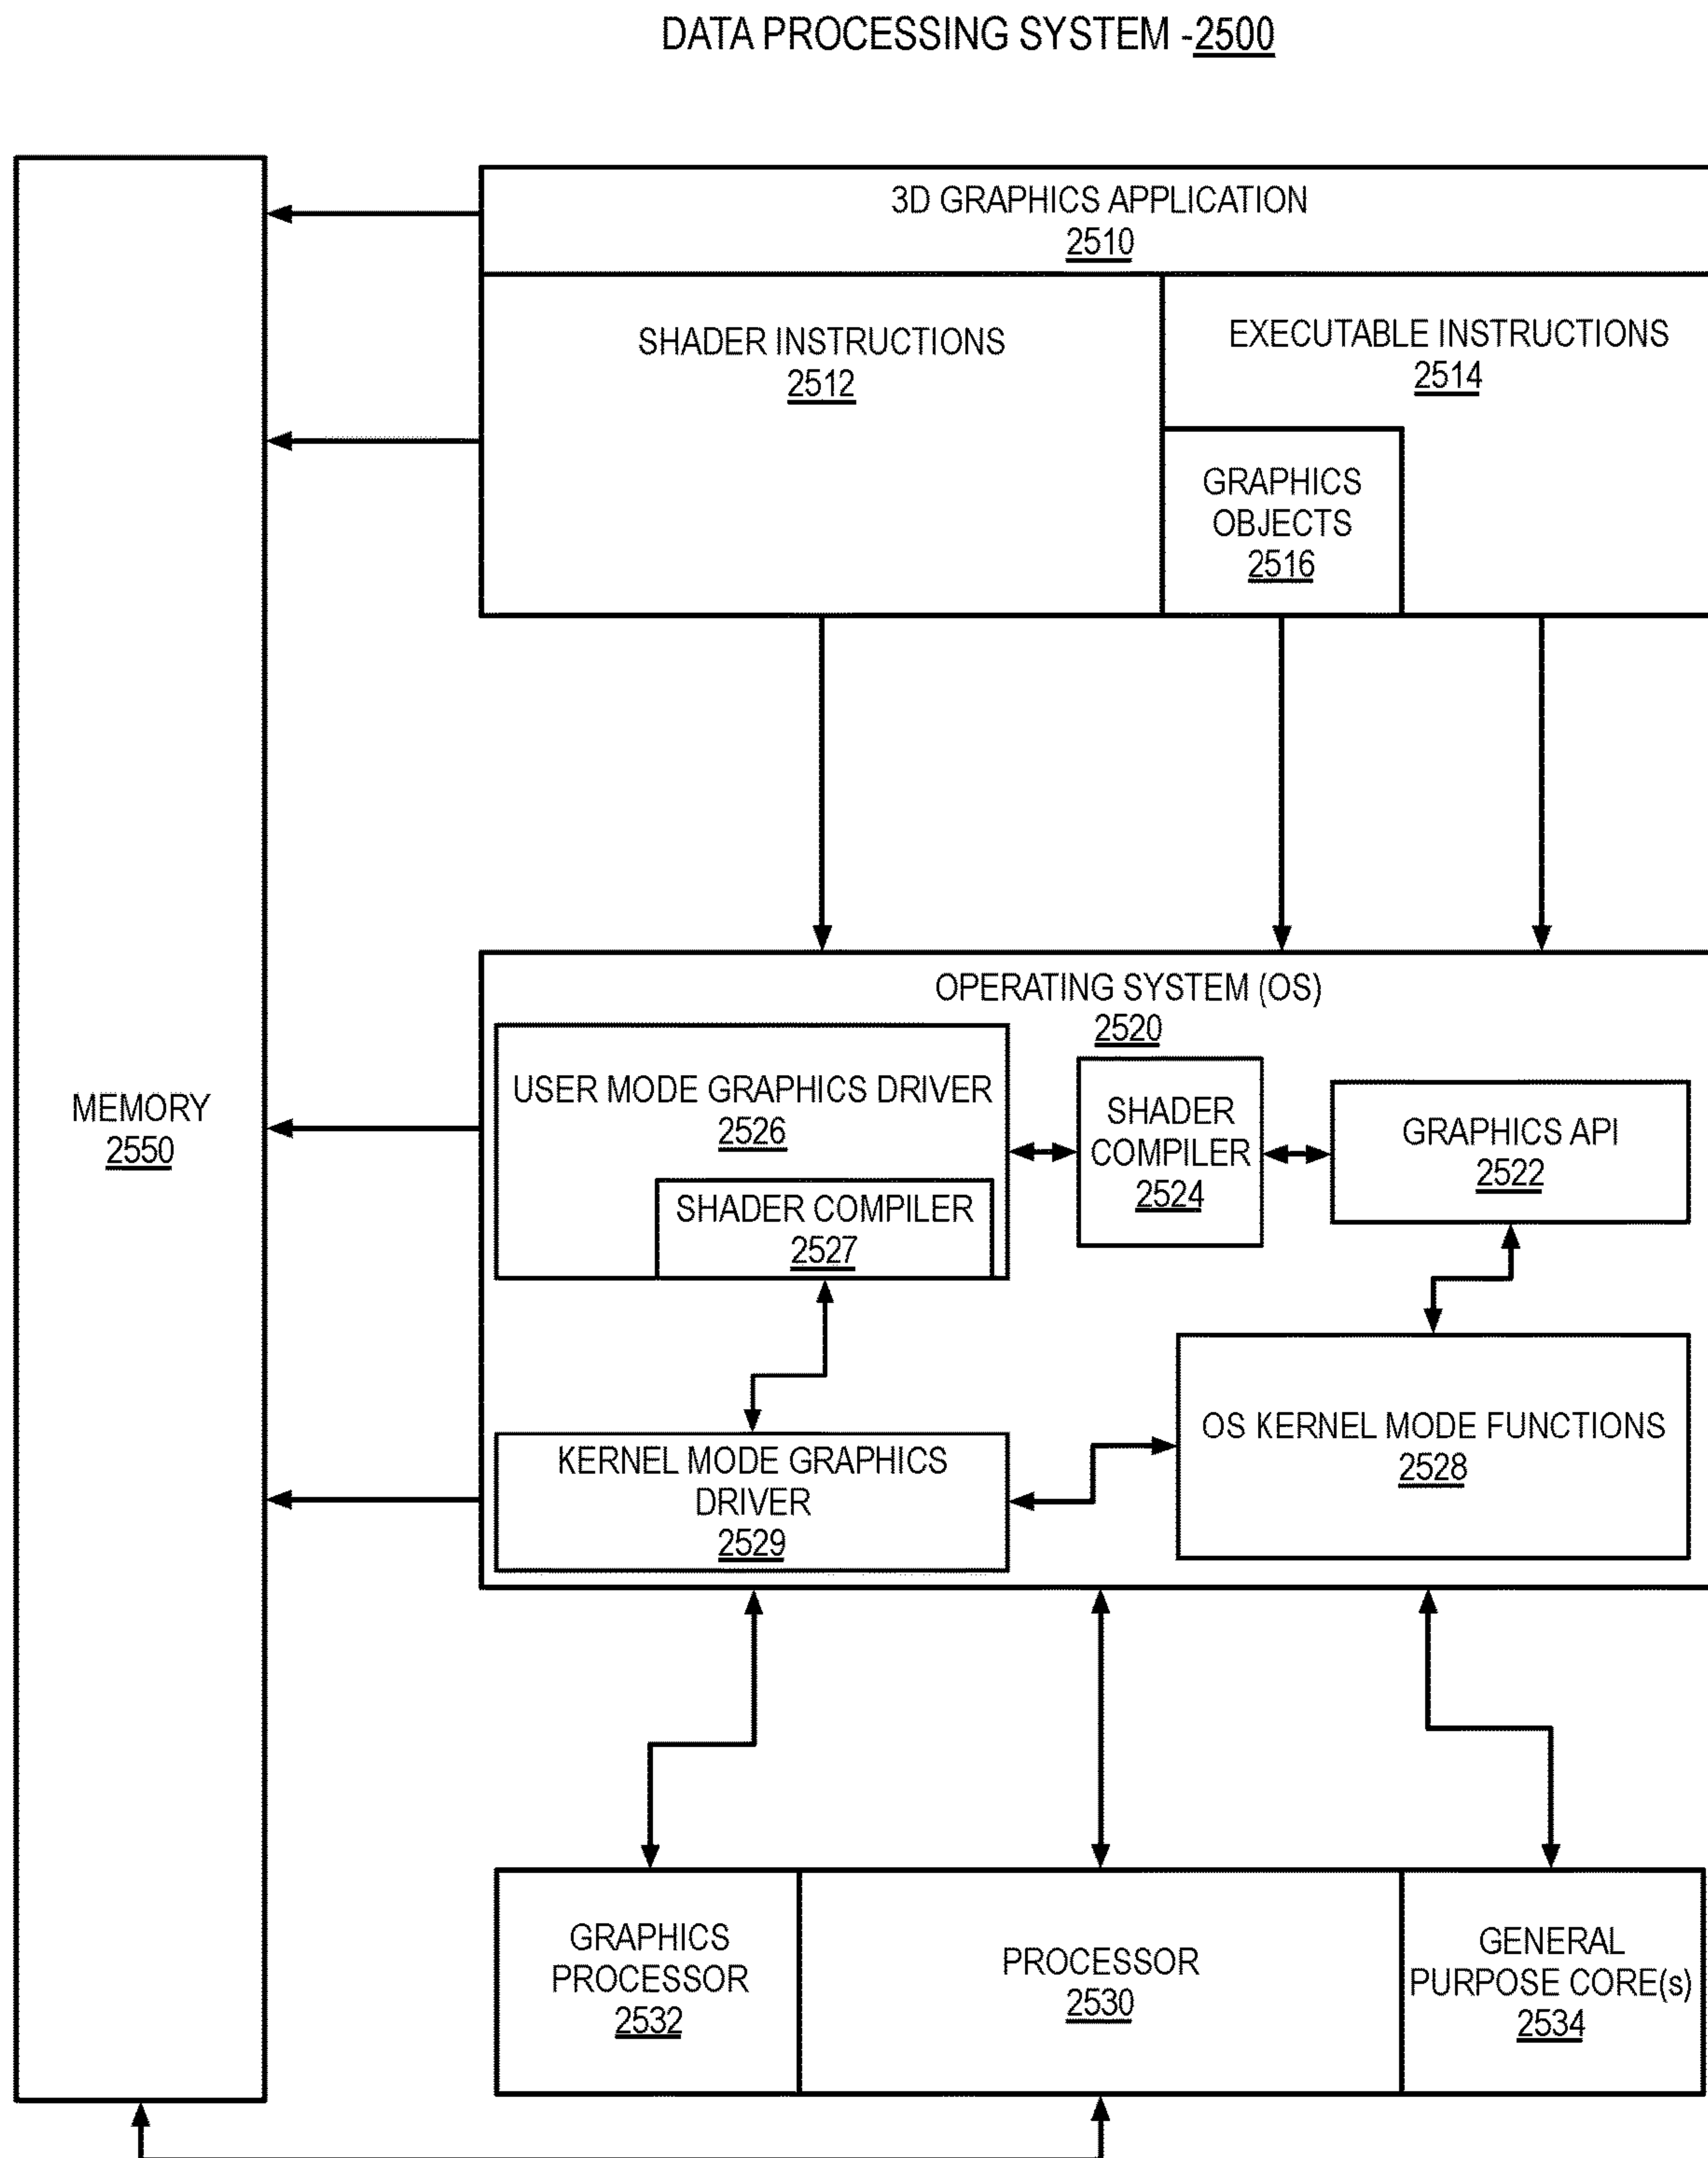 DATA PROCESSING SYSTEM -2500
3D GRAPHICS APPLICATION
2510
SHADER INSTRUCTIONS
2512
EXECUTABLE INSTRUCTIONS
2514
GRAPHICS
OBJECTS
2516
MEMORY
2550
OPERATING SYSTEM (OS)
2520
USER MODE GRAPHICS DRIVER
2526
SHADER COMPILER
2527
SHADER
COMPILER
2524
GRAPHICS API
2522
KERNEL MODE GRAPHICS
DRIVER
2529
OS KERNEL MODE FUNCTIONS
2528
GRAPHICS
PROCESSOR
2532
PROCESSOR
2530
GENERAL
PURPOSE CORE(s)
2534